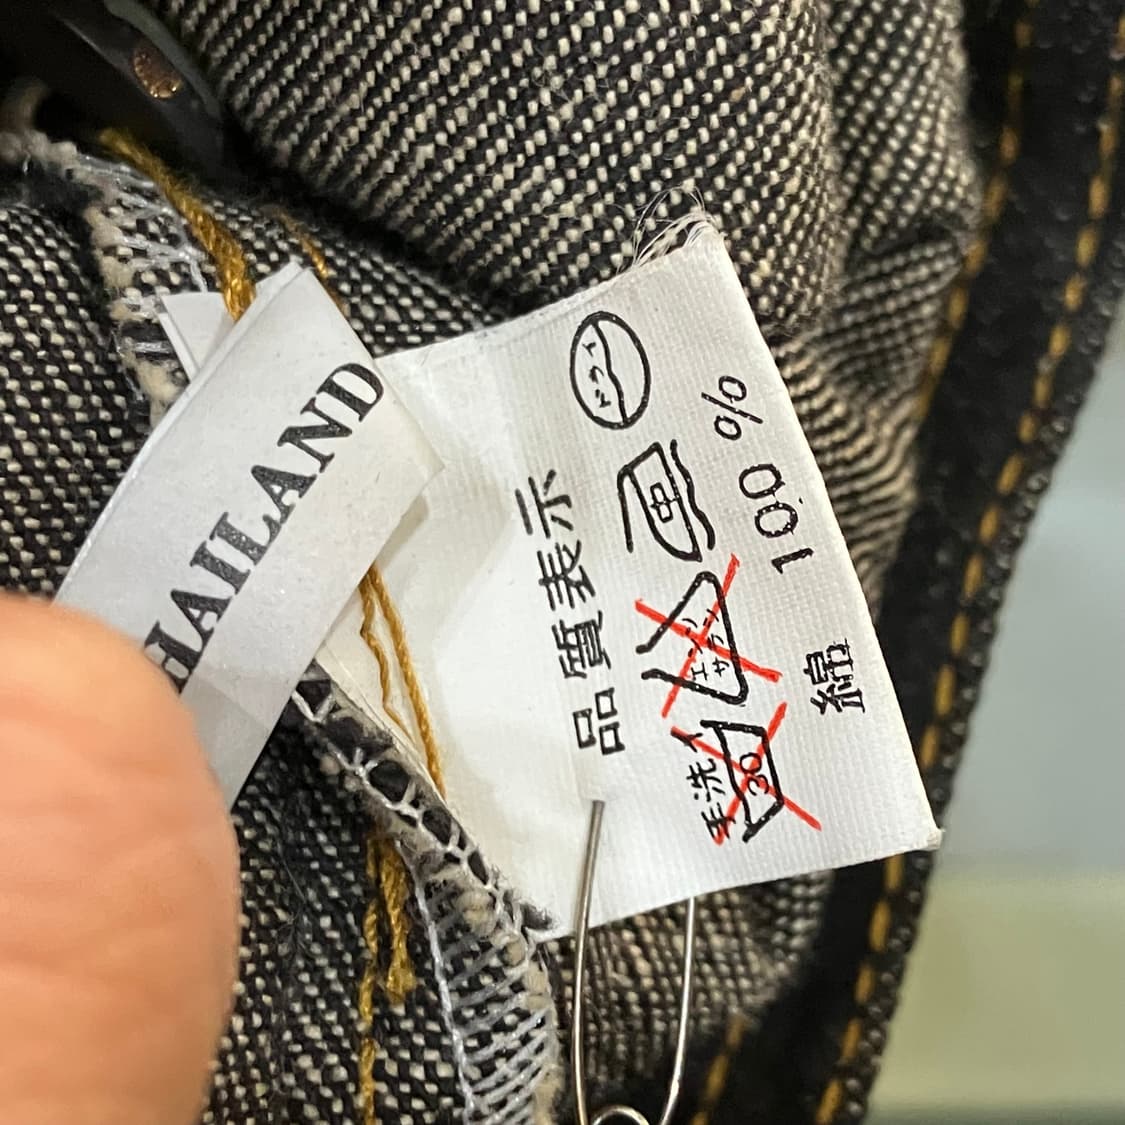 HAILAND
品質表示
手洗イ
30
エンソ
サラシ
中
ドライ
綿 100 %